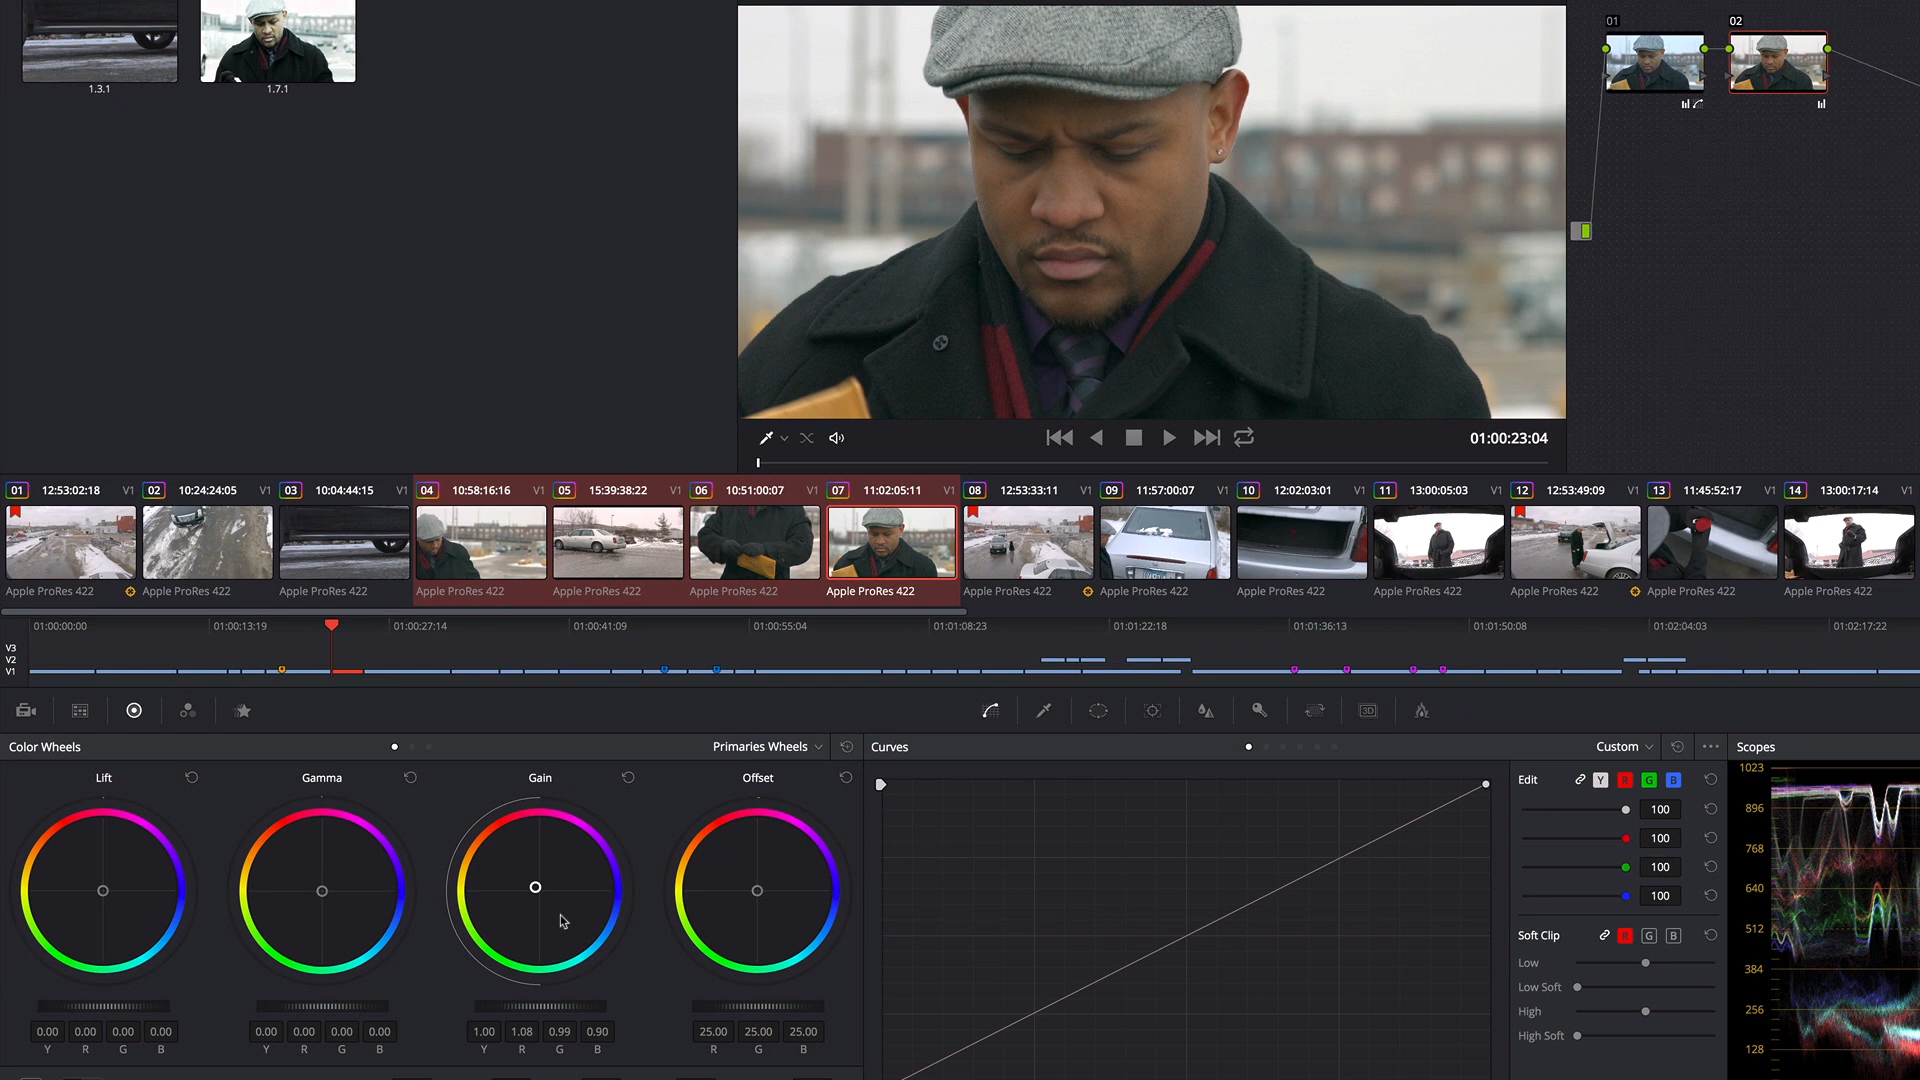 01 02
1.3.1 1.7.1
01:00:23:04
01 12:53:02:18 V1 02 10:24:24:05 V1 03 10:04:44:15 V1 04 10:58:16:16 V1 05 15:39:38:22 V1 06 10:51:00:07 V1 07 11:02:05:11 V1 08 12:53:33:11 V1 09 11:57:00:07 V1 10 12:02:03:01 V1 11 13:00:05:03 V1 12 12:53:49:09 V1 13 11:45:52:17 V1 14 13:00:17:14 V1
Apple ProRes 422 Apple ProRes 422 Apple ProRes 422 Apple ProRes 422 Apple ProRes 422 Apple ProRes 422 Apple ProRes 422 Apple ProRes 422 Apple ProRes 422 Apple ProRes 422 Apple ProRes 422 Apple ProRes 422 Apple ProRes 422 Apple ProRes 422
01:00:00:00 01:00:13:19 01:00:27:14 01:00:41:09 01:00:55:04 01:01:08:23 01:01:22:18 01:01:36:13 01:01:50:08 01:02:04:03 01:02:17:22
V3
V2
V1
3D
Color Wheels Primaries Wheels Curves Custom Scopes
Lift Gamma Gain Offset
0.00 0.00 0.00 0.00 0.00 0.00 0.00 0.00 1.00 1.08 0.99 0.90 25.00 25.00 25.00
Y R G B Y R G B Y R G B R G B
Edit Y R G B
100
100
100
100
Soft Clip R G B
Low
Low Soft
High
High Soft
1023
896
768
640
512
384
256
128